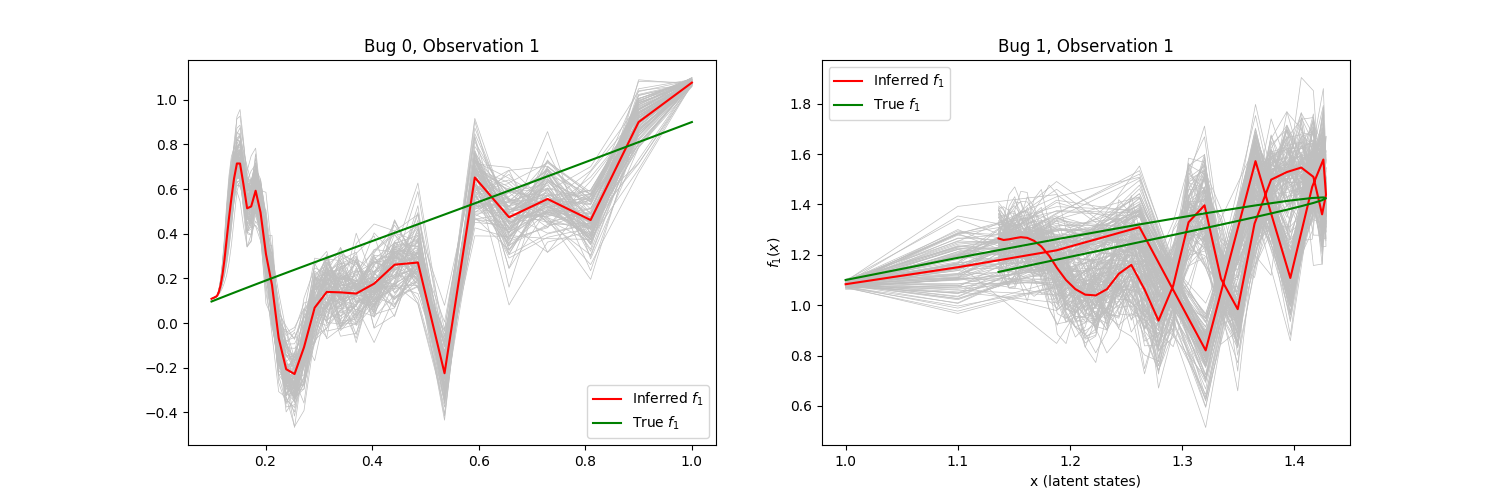 Bug 0, Observation 1
1.0
0.8
0.6
0.4
0.2
0.0
−0.2
−0.4
0.2 0.4 0.6 0.8 1.0
Inferred f₁
True f₁
Bug 1, Observation 1
Inferred f₁
True f₁
f₁(x)
1.8
1.6
1.4
1.2
1.0
0.8
0.6
1.0 1.1 1.2 1.3 1.4
x (latent states)